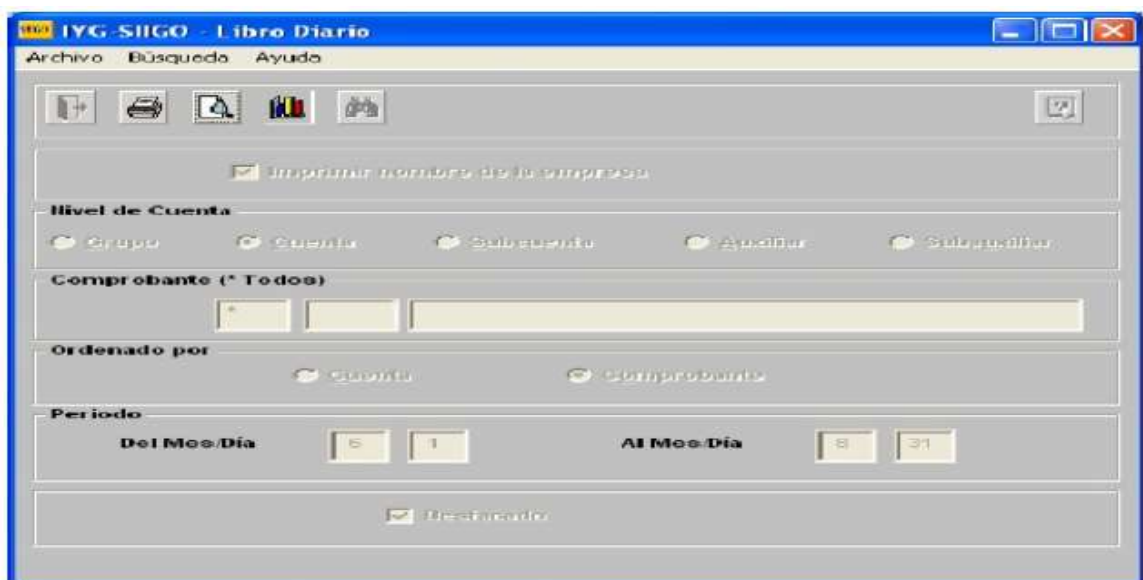 SIIGO IYG-SIIGO - Libro Diario
Archivo Búsqueda Ayuda
Imprimir nombre de la empresa
Nivel de Cuenta
Grupo Cuenta Subcuenta Auxiliar Subauxiliar
Comprobante (* Todos)
*
Ordenado por
Cuenta Comprobante
Periodo
Del Mes/Día 1 Al Mes/Día 8 31
Destacado